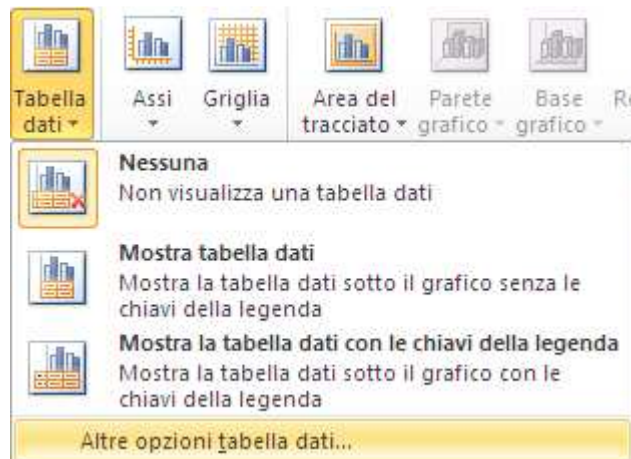 Tabella dati
Assi
Griglia
Area del tracciato
Parete grafico
Base grafico
Nessuna
Non visualizza una tabella dati
Mostra tabella dati
Mostra la tabella dati sotto il grafico senza le
chiavi della legenda
Mostra la tabella dati con le chiavi della legenda
Mostra la tabella dati sotto il grafico con le
chiavi della legenda
Altre opzioni tabella dati...